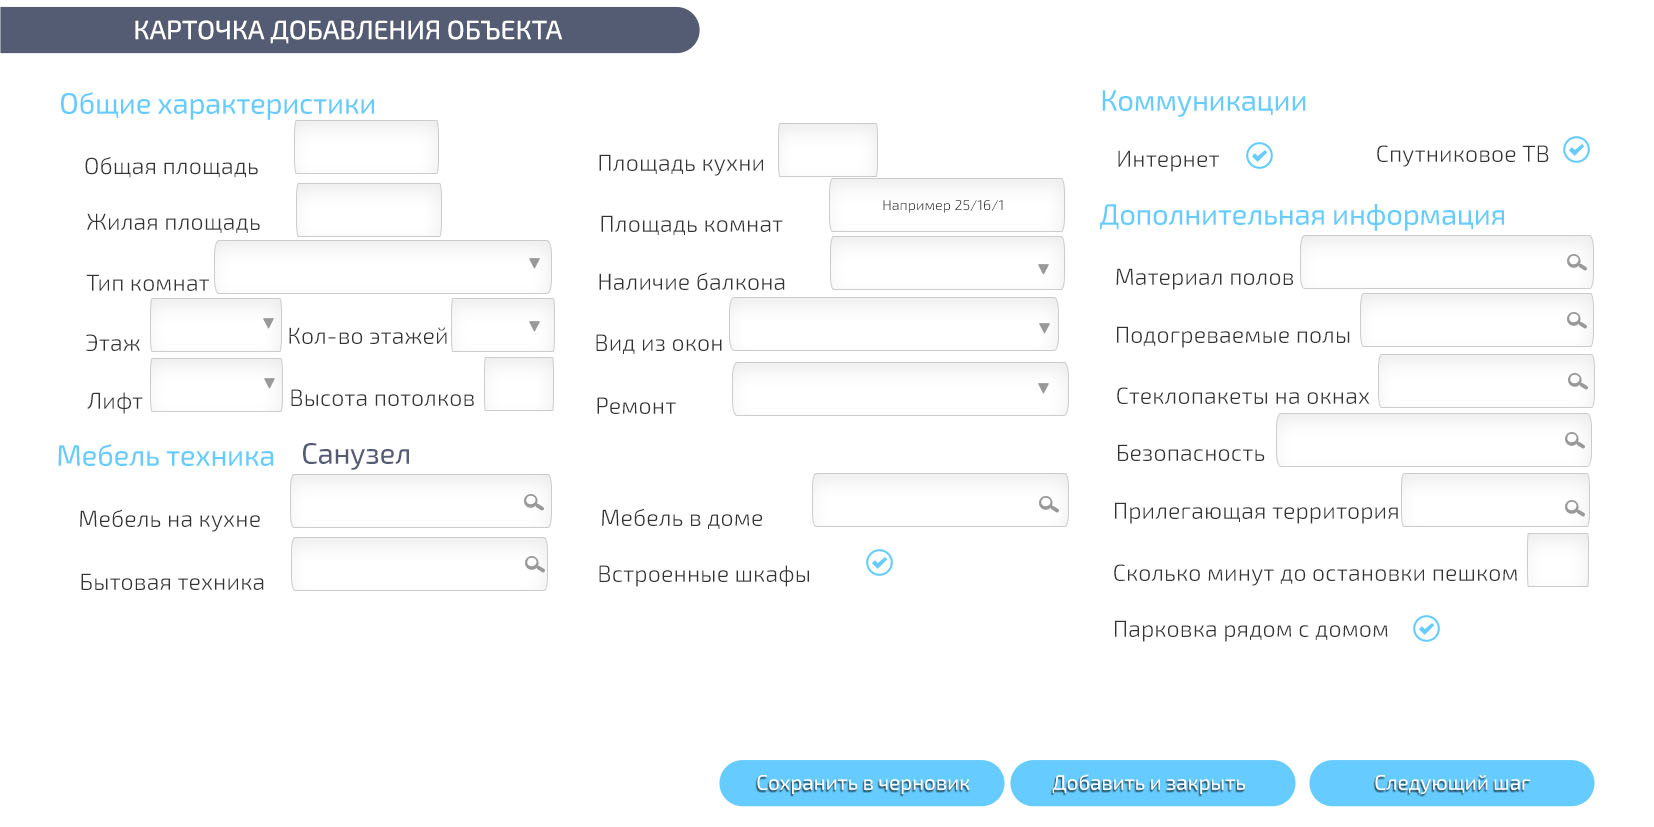 КАРТОЧКА ДОБАВЛЕНИЯ ОБЪЕКТА
Общие характеристики
Общая площадь
Жилая площадь
Тип комнат
Этаж
Кол-во этажей
Лифт
Высота потолков
Площадь кухни
Площадь комнат
Например 25/16/1
Наличие балкона
Вид из окон
Ремонт
Мебель техника
Санузел
Мебель на кухне
Бытовая техника
Мебель в доме
Встроенные шкафы
Коммуникации
Интернет
Спутниковое ТВ
Дополнительная информация
Материал полов
Подогреваемые полы
Стеклопакеты на окнах
Безопасность
Прилегающая территория
Сколько минут до остановки пешком
Парковка рядом с домом
Сохранить в черновик
Добавить и закрыть
Следующий шаг